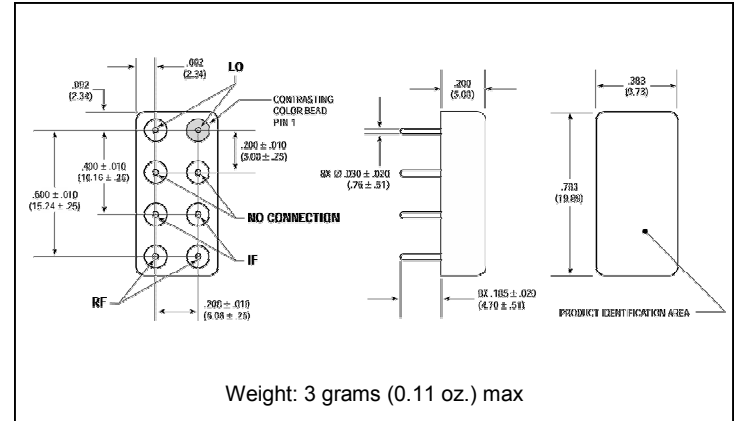 .092
(2.34)
LO
.092
(2.34)
CONTRASTING
COLOR BEAD
PIN 1
.200 ± .010
(5.08 ± .25)
.400 ± .010
(10.16 ± .25)
.600 ± .010
(15.24 ± .25)
NO CONNECTION
IF
RF
.200 ± .010
(5.08 ± .25)
.200
(5.08)
8X Ø .030 ± .020
(.76 ± .51)
8X .185 ± .020
(4.70 ± .51)
.383
(9.73)
.783
(19.89)
PRODUCT IDENTIFICATION AREA
Weight: 3 grams (0.11 oz.) max